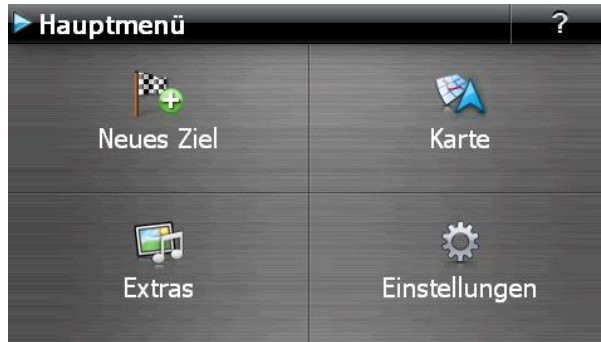 Hauptmenü
?
Neues Ziel
Karte
Extras
Einstellungen